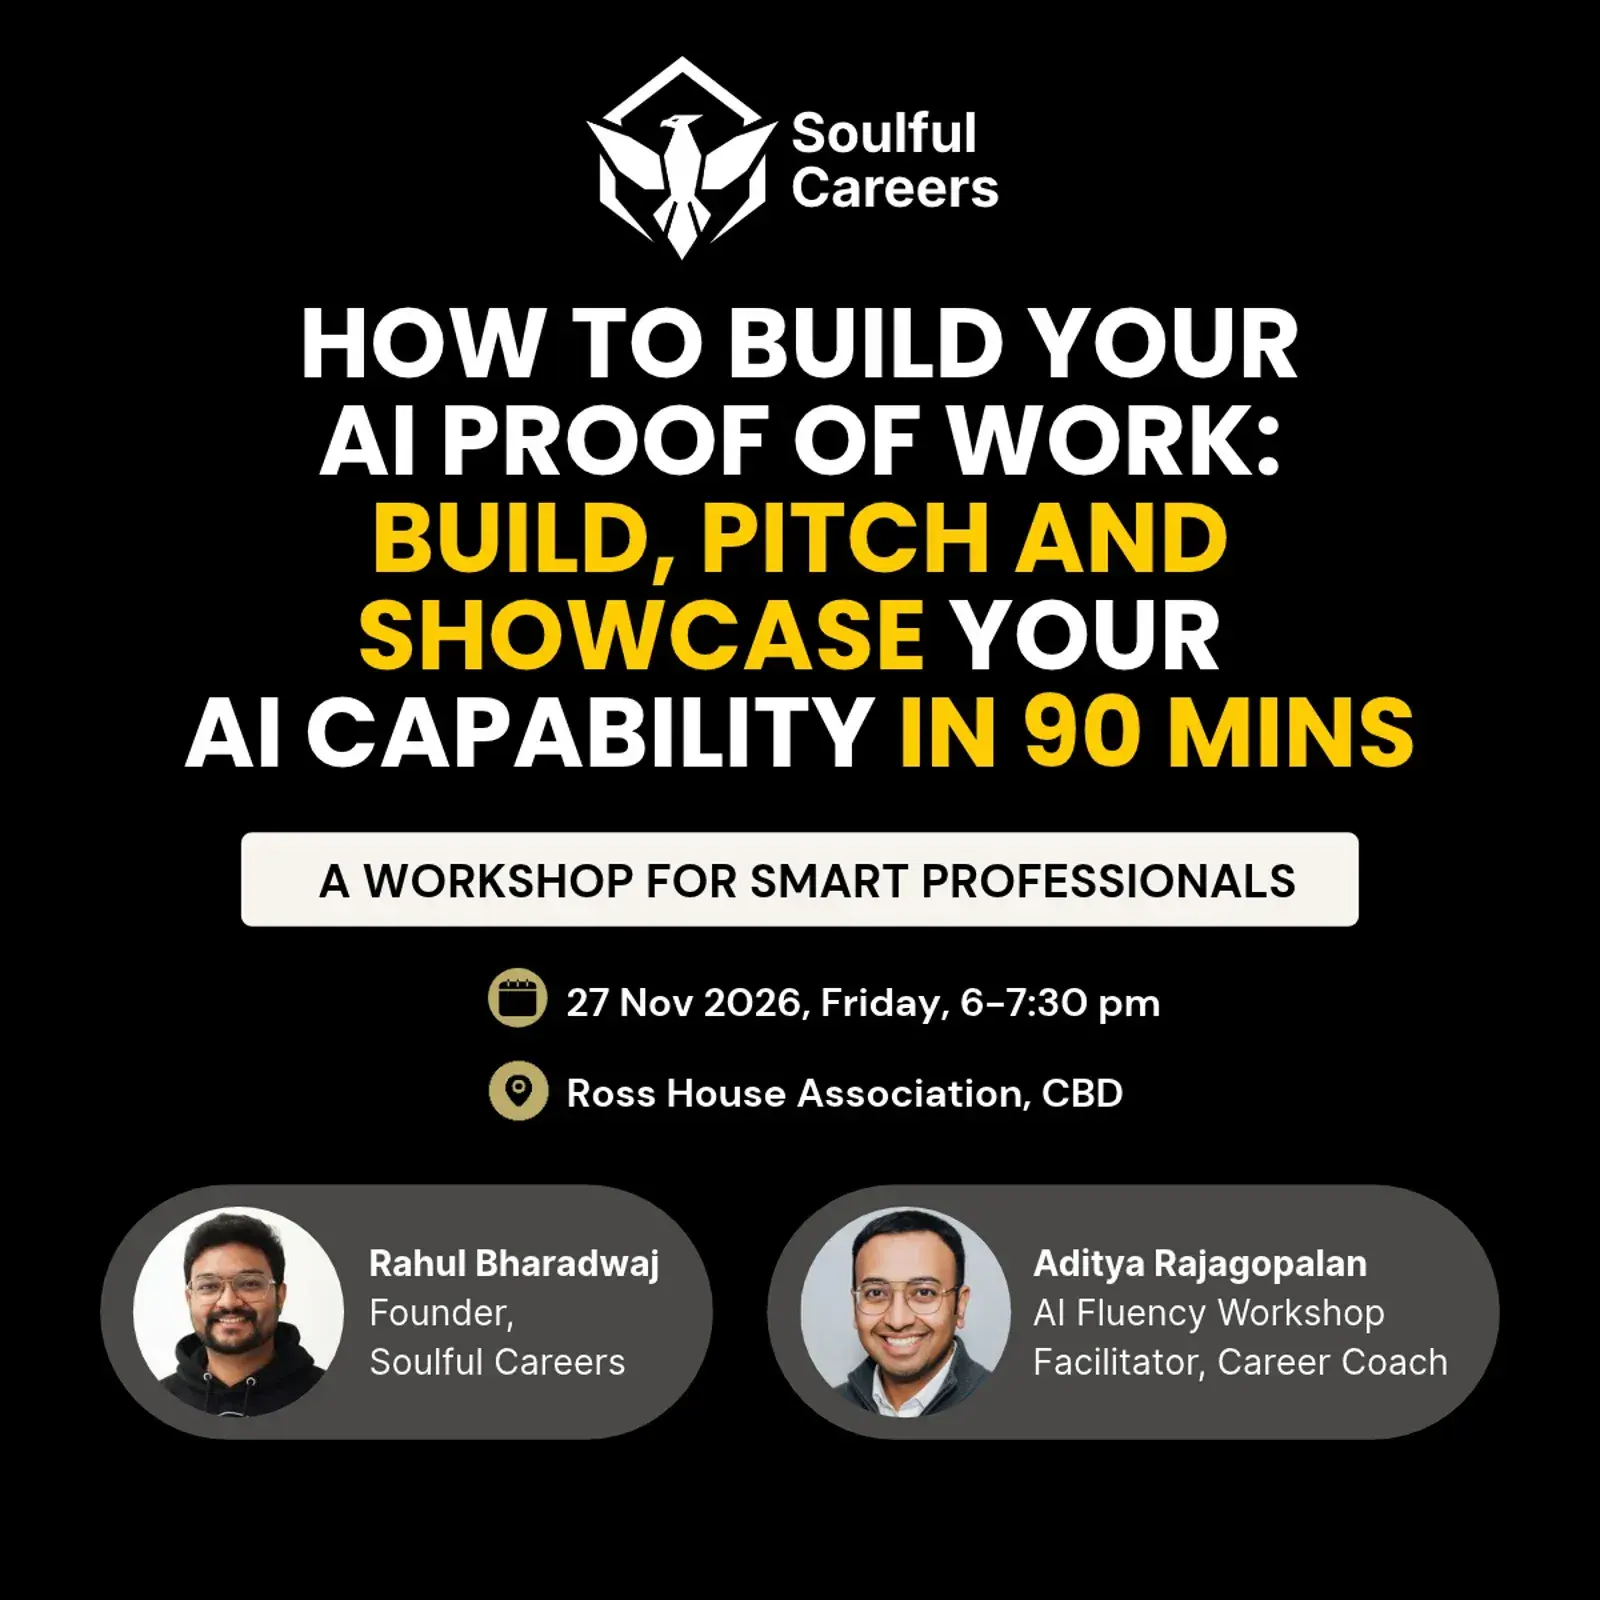 Soulful
Careers
HOW TO BUILD YOUR
AI PROOF OF WORK:
BUILD, PITCH AND
SHOWCASE YOUR
AI CAPABILITY IN 90 MINS
A WORKSHOP FOR SMART PROFESSIONALS
27 Nov 2026, Friday, 6-7:30 pm
Ross House Association, CBD
Rahul Bharadwaj
Founder,
Soulful Careers
Aditya Rajagopalan
AI Fluency Workshop
Facilitator, Career Coach